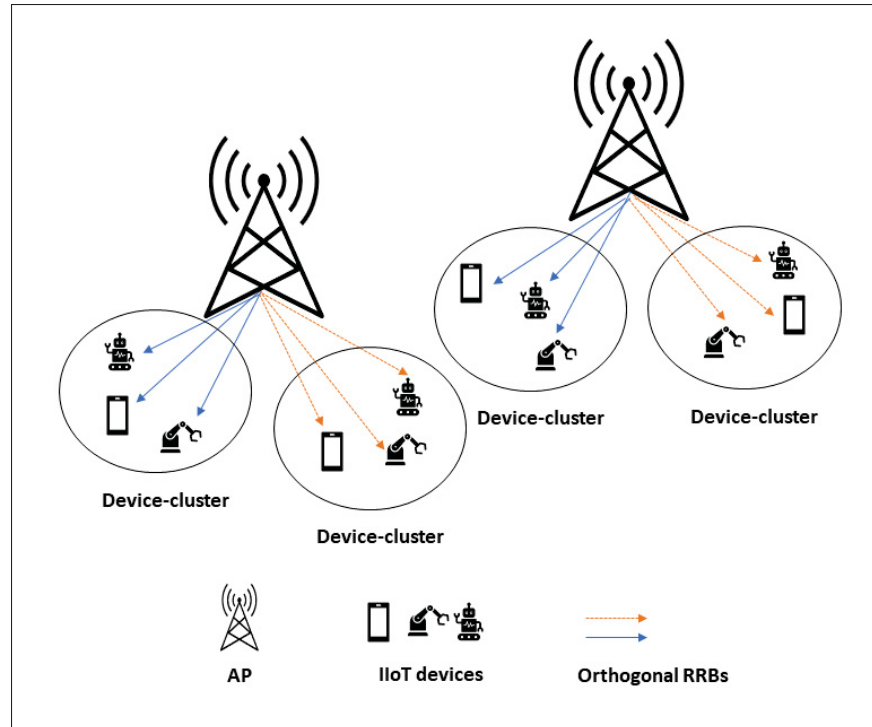 Device-cluster
Device-cluster
Device-cluster
Device-cluster
AP
IIoT devices
Orthogonal RRBs